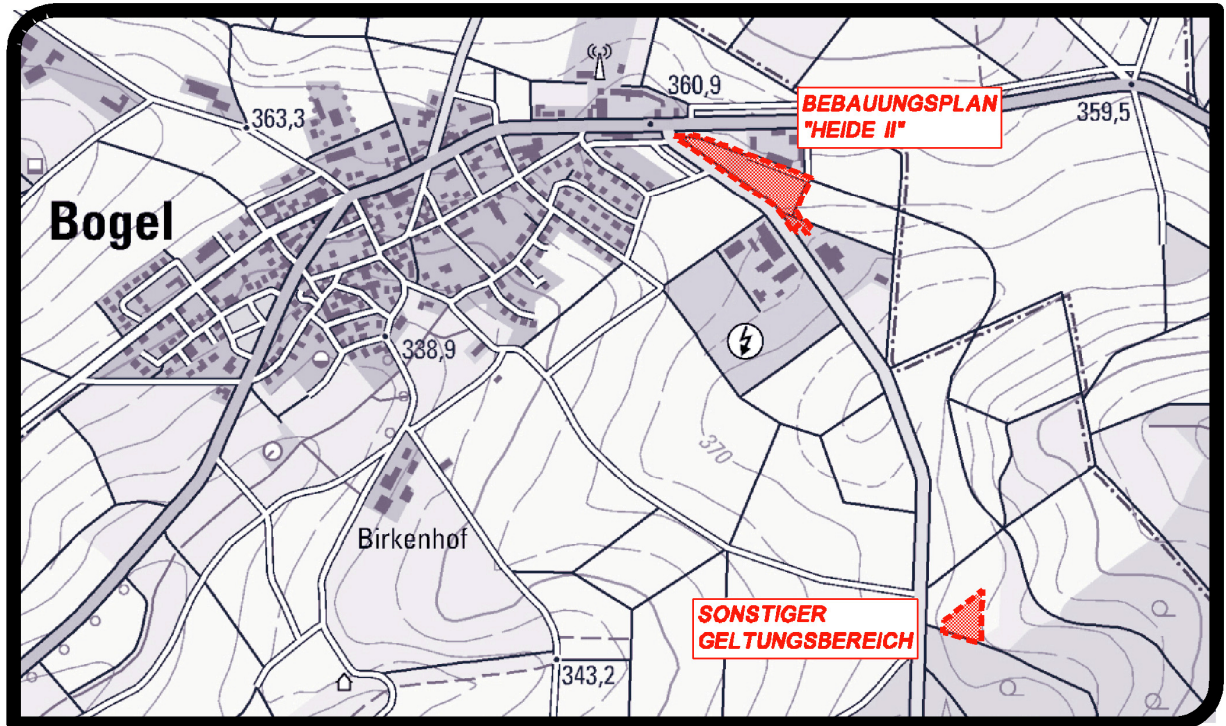 360,9
BEBAUUNGSPLAN
"HEIDE II"
359,5
363,3
Bogel
338,9
370
Birkenhof
SONSTIGER
GELTUNGSBEREICH
343,2